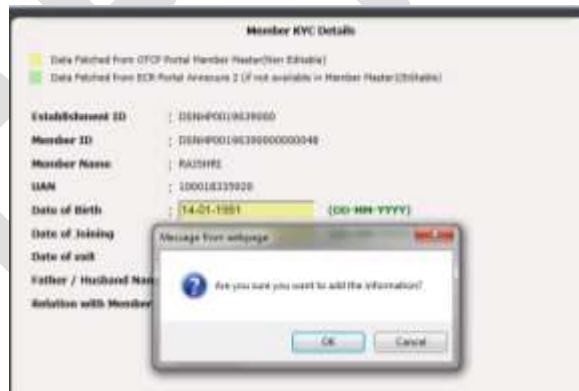 Member KYC Details
Data Fetched from OTCP Portal Member Master(Non Editable)
Data Fetched from ECR Portal Annexure 2 (if not available in Member Master)(Editable)
Establishment ID :
Member ID :
Member Name : RAJSHRI
UAN :
Date of Birth : 14-01-1981 (DD-MM-YYYY)
Date of Joining
Message from webpage
Date of exit
Father / Husband Nam
Are you sure you want to add the information?
Relation with Member
OK Cancel